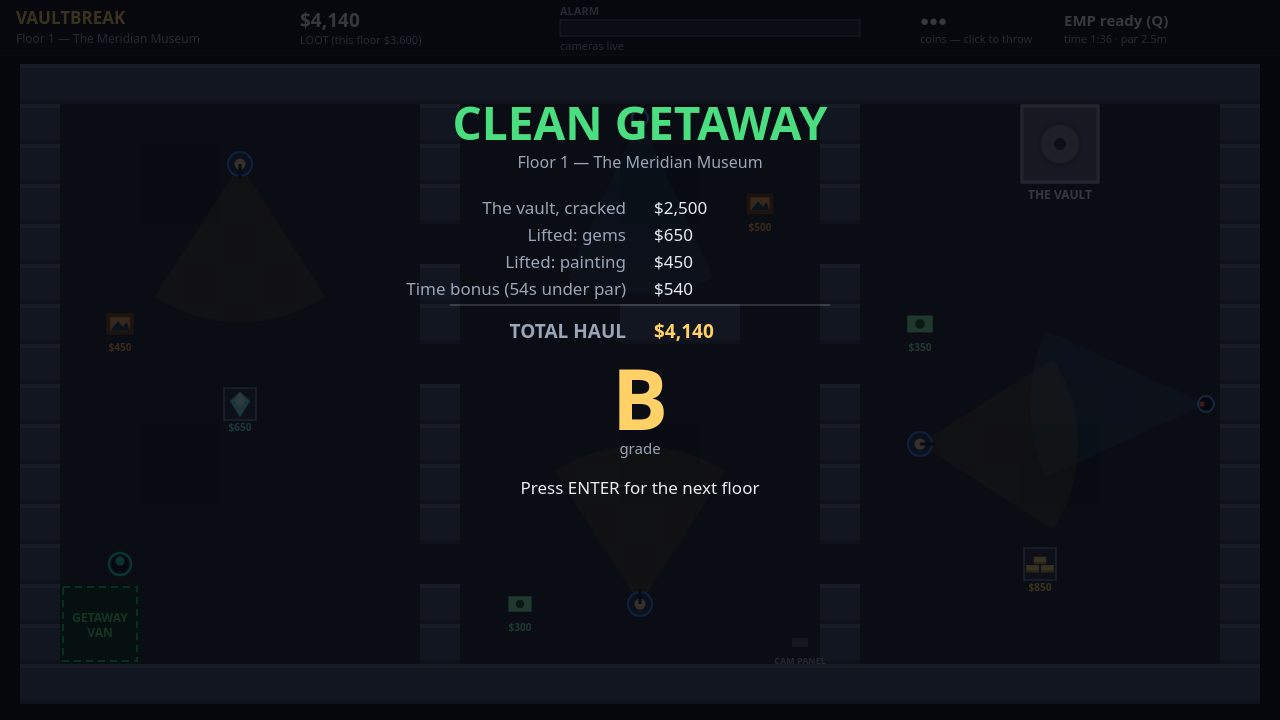 VAULTBREAK
Floor 1 — The Meridian Museum
$4,140
LOOT (this floor $3,600)
ALARM
cameras live
coins — click to throw
EMP ready (Q)
time 1:36 · par 2.5m
CLEAN GETAWAY
Floor 1 — The Meridian Museum
The vault, cracked $2,500
Lifted: gems $650
Lifted: painting $450
Time bonus (54s under par) $540
TOTAL HAUL $4,140
B
grade
Press ENTER for the next floor
THE VAULT
$500
$450
$350
$650
$850
GETAWAY
VAN
$300
CAM PANEL